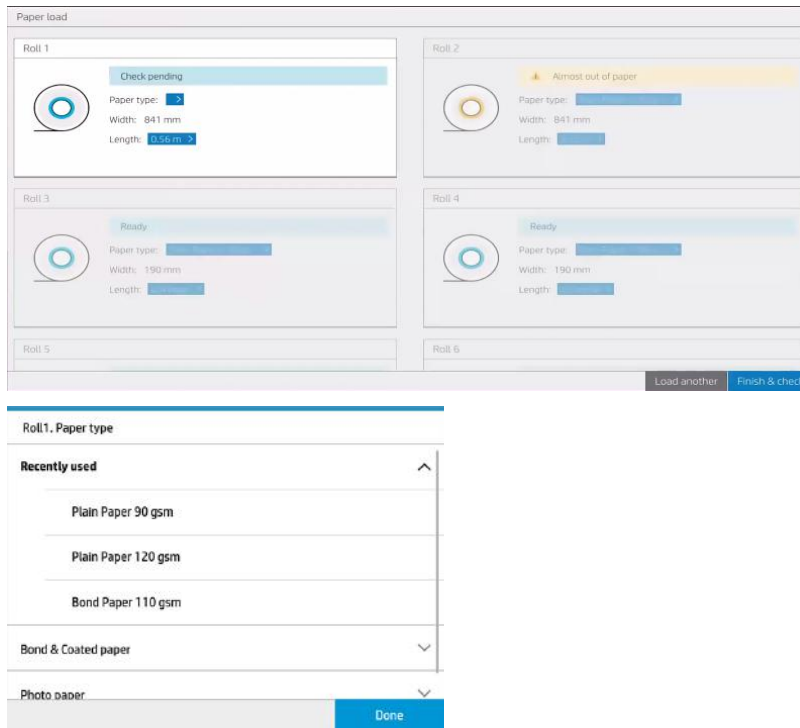 Paper load
Roll 1
Check pending
Paper type: >
Width: 841 mm
Length: 0.56 m >
Roll 2
Almost out of paper
Paper type:
Width: 841 mm
Length:
Roll 3
Ready
Paper type:
Width: 190 mm
Length:
Roll 4
Ready
Paper type:
Width: 190 mm
Length:
Roll 5
Roll 6
Load another
Finish & chec
Roll1. Paper type
Recently used
Plain Paper 90 gsm
Plain Paper 120 gsm
Bond Paper 110 gsm
Bond & Coated paper
Photo paper
Done